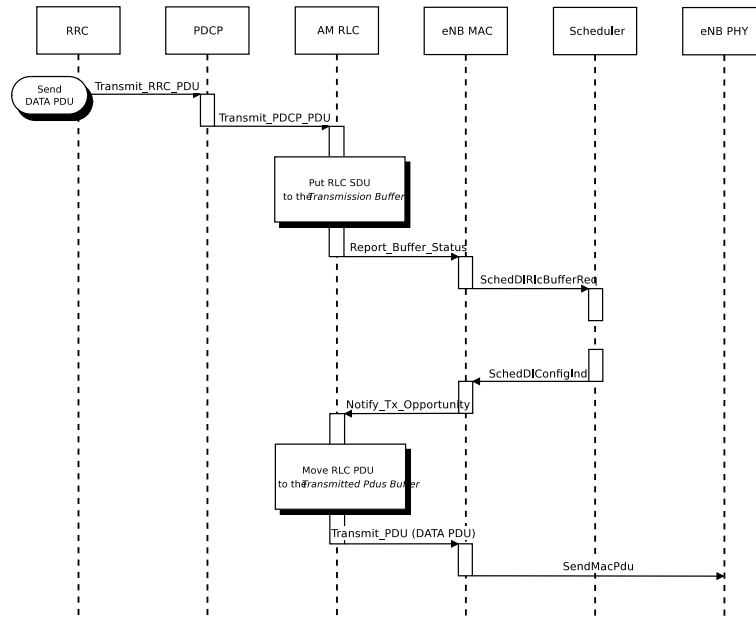 RRC
PDCP
AM RLC
eNB MAC
Scheduler
eNB PHY
Send
DATA PDU
Transmit_RRC_PDU
Transmit_PDCP_PDU
Put RLC SDU
to the Transmission Buffer
Report_Buffer_Status
SchedDlRlcBufferReq
SchedDlConfigInd
Notify_Tx_Opportunity
Move RLC PDU
to the Transmitted Pdus Buffer
Transmit_PDU (DATA PDU)
SendMacPdu